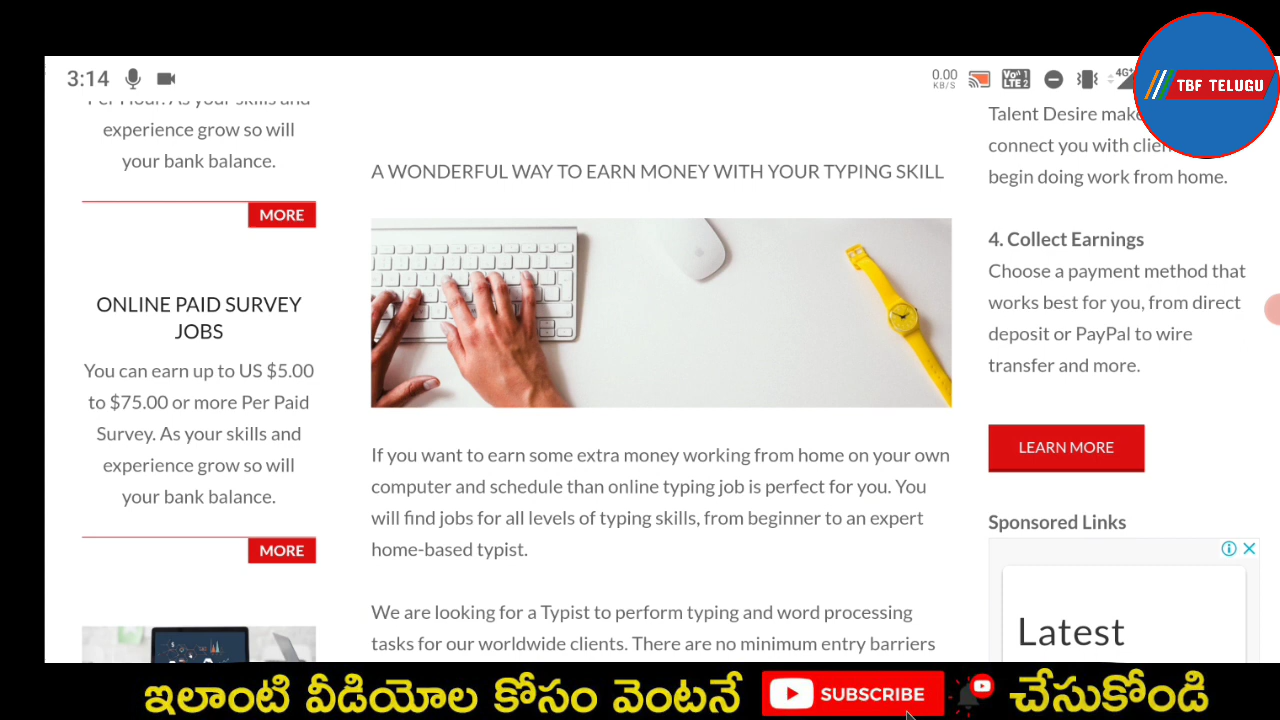 3:14
0.00
KB/S
Vo))
LTE 2
4G+
TBF TELUGU
experience grow so will
your bank balance.
MORE
ONLINE PAID SURVEY
JOBS
You can earn up to US $5.00
to $75.00 or more Per Paid
Survey. As your skills and
experience grow so will
your bank balance.
MORE
A WONDERFUL WAY TO EARN MONEY WITH YOUR TYPING SKILL
If you want to earn some extra money working from home on your own
computer and schedule than online typing job is perfect for you. You
will find jobs for all levels of typing skills, from beginner to an expert
home-based typist.
We are looking for a Typist to perform typing and word processing
tasks for our worldwide clients. There are no minimum entry barriers
Talent Desire
connect you with
begin doing work from home.
4. Collect Earnings
Choose a payment method that
works best for you, from direct
deposit or PayPal to wire
transfer and more.
LEARN MORE
Sponsored Links
Latest
ఇలాంటి వీడియోల కోసం వెంటనే SUBSCRIBE చేసుకోండి